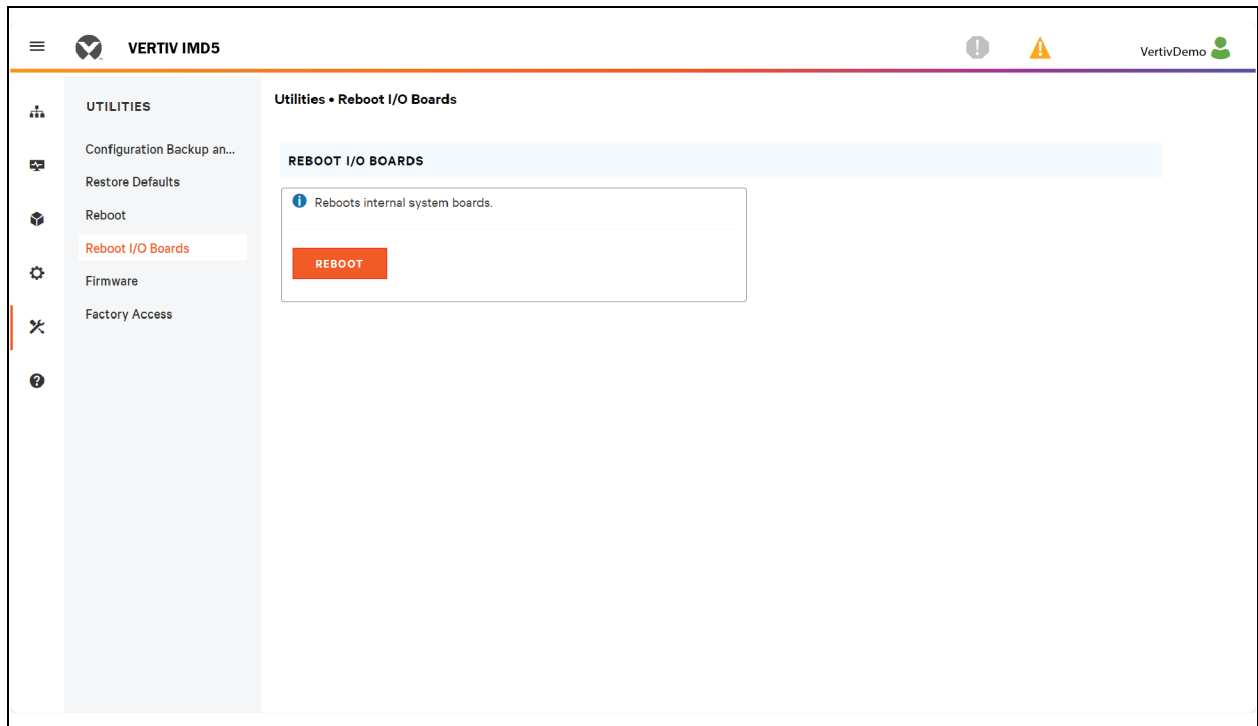 VERTIV IMD5
VertivDemo
UTILITIES
Configuration Backup an...
Restore Defaults
Reboot
Reboot I/O Boards
Firmware
Factory Access
Utilities • Reboot I/O Boards
REBOOT I/O BOARDS
Reboots internal system boards.
REBOOT